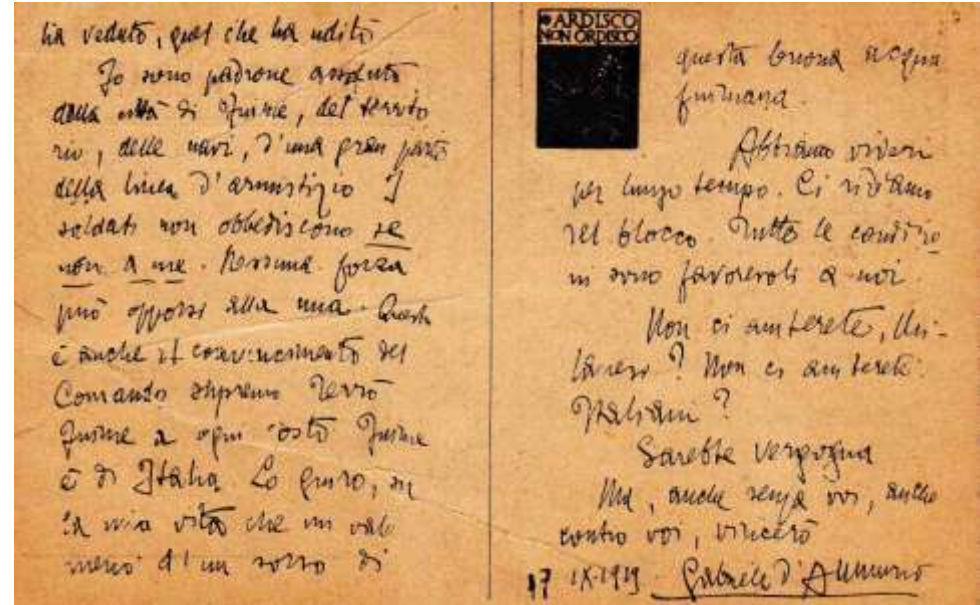 ha veduto, quel che ha udito
Io sono padrone assoluto
della città di Fiume, del territo
rio, delle navi, d'una gran parte
della linea d'armistizio I
soldati non obbediscono se
non a me. Nessuna forza
può opporsi alla mia. Questo
è anche il convincimento del
Comando supremo Terrò
Fiume a ogni costo Fiume
è di Italia. Lo giuro, su
la mia vita che mi val
meno d'un sorso di
ARDISCO
NON ORDISCO
questa buona acqua
fiumana.
Abbiamo viveri
per lungo tempo. Ci ridiamo
del blocco. Tutte le condizio
ni sono favorevoli a noi.
Non ci aiuterete, Mi-
lanesi? Non ci aiuterete
Italiani?
Sarebbe vergogna
Ma, anche senza voi, anche
contro voi, vincerò
17 IX.1919. Gabriele d'Annunzio